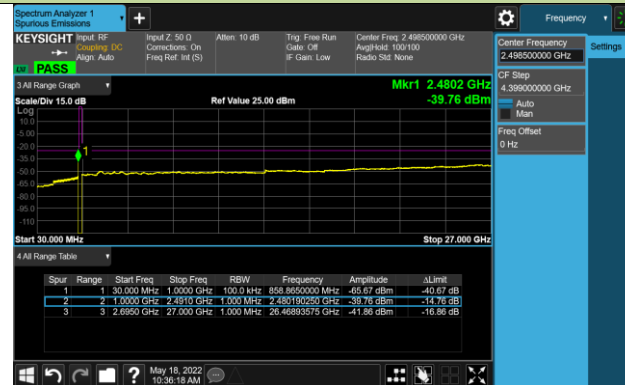 Spectrum Analyzer 1
Spurious Emissions
Frequency
KEYSIGHT
Input: RF
Coupling: DC
Align: Auto
Input Z: 50 Ω
Corrections: On
Freq Ref: Int (S)
Atten: 10 dB
Trig: Free Run
Gate: Off
IF Gain: Low
Center Freq: 2.498500000 GHz
Avg|Hold: 100/100
Radio Std: None
PASS
Center Frequency
2.498500000 GHz
Settings
CF Step
4.399000000 GHz
Auto
Man
Freq Offset
0 Hz
3 All Range Graph
Mkr1 2.4802 GHz
Scale/Div 15.0 dB
Ref Value 25.00 dBm
-39.76 dBm
Log
10.0
-5.00
-20.0
-35.0
-50.0
-65.0
-80.0
-95.0
-110
1
Start 30.000 MHz
Stop 27.000 GHz
4 All Range Table
Spur Range Start Freq Stop Freq RBW Frequency Amplitude ΔLimit
1 1 30.000 MHz 1.0000 GHz 100.0 kHz 858.8650000 MHz -65.67 dBm -40.67 dB
2 2 1.0000 GHz 2.4910 GHz 1.000 MHz 2.480190250 GHz -39.76 dBm -14.76 dB
3 3 2.6950 GHz 27.000 GHz 1.000 MHz 26.46893575 GHz -41.86 dBm -16.86 dB
?
May 18, 2022
10:36:18 AM